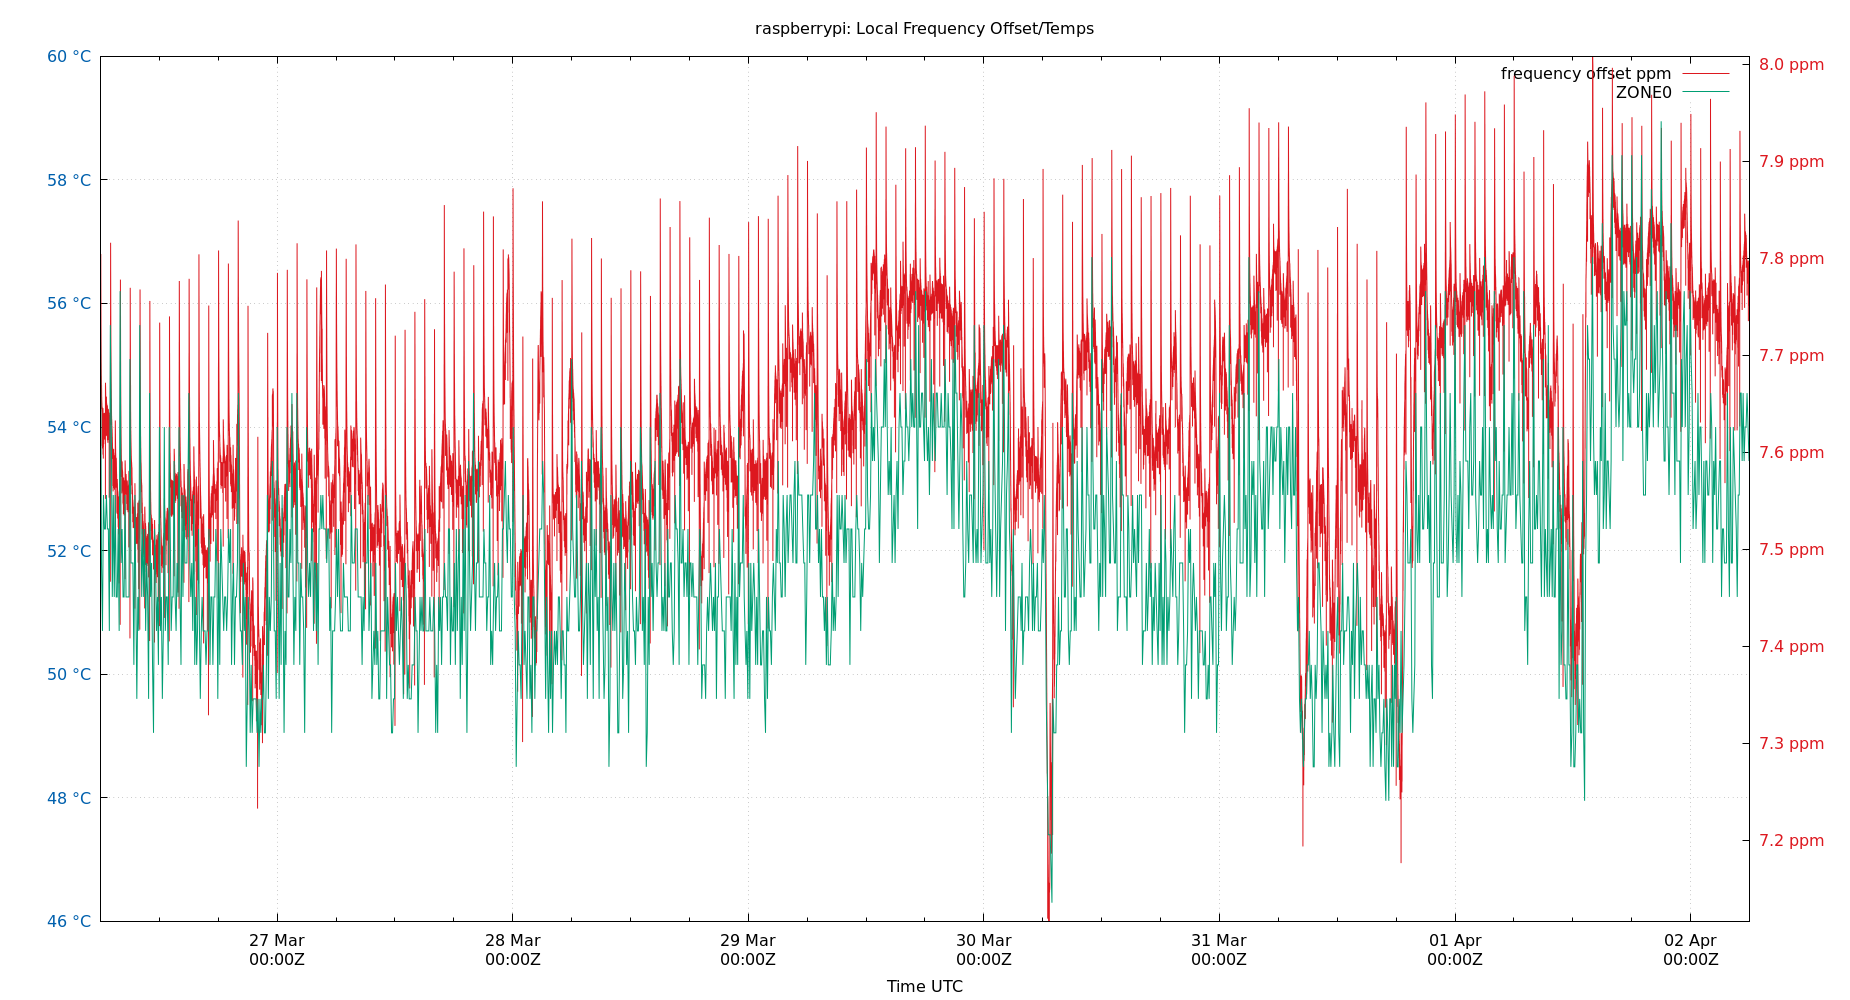 raspberrypi: Local Frequency Offset/Temps
60 °C
58 °C
56 °C
54 °C
52 °C
50 °C
48 °C
46 °C
frequency offset ppm
ZONE0
8.0 ppm
7.9 ppm
7.8 ppm
7.7 ppm
7.6 ppm
7.5 ppm
7.4 ppm
7.3 ppm
7.2 ppm
27 Mar 28 Mar 29 Mar 30 Mar 31 Mar 01 Apr 02 Apr
00:00Z 00:00Z 00:00Z 00:00Z 00:00Z 00:00Z 00:00Z
Time UTC